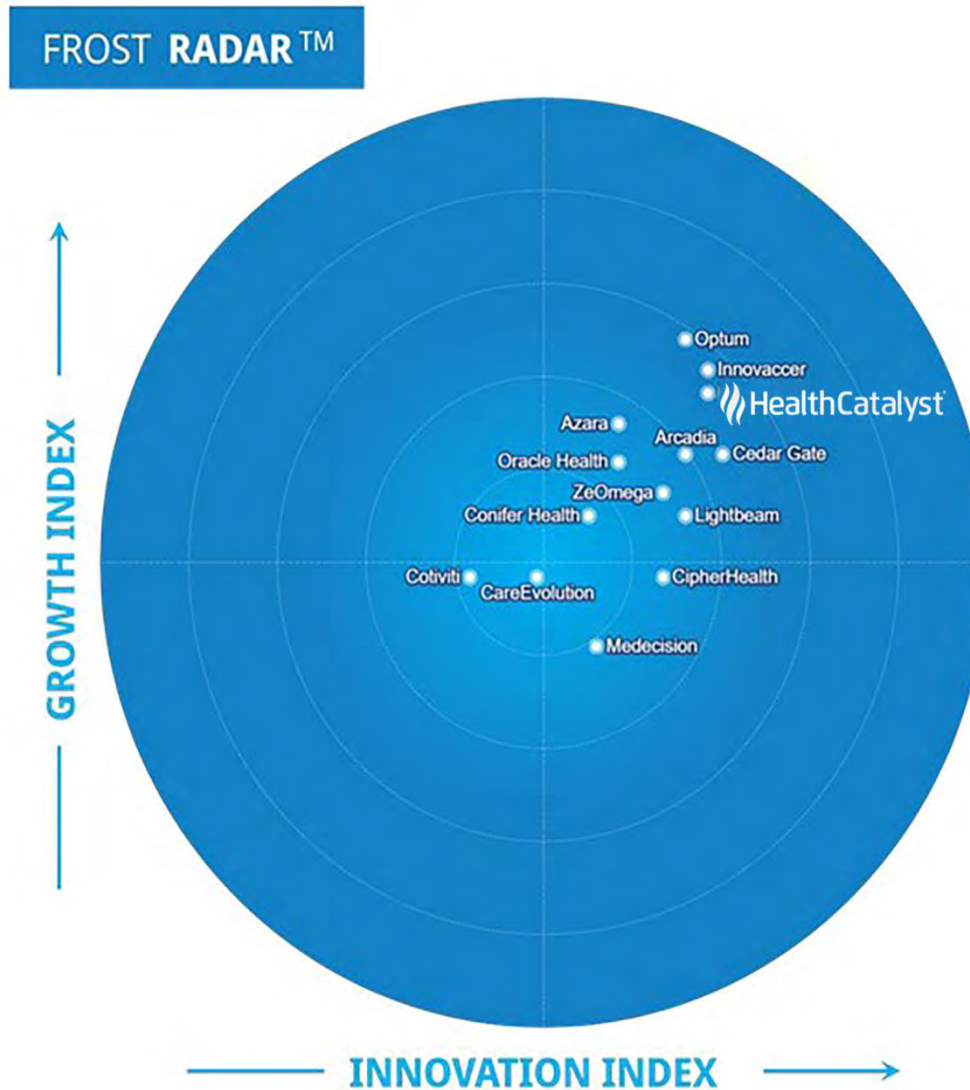 FROST RADAR™
GROWTH INDEX
Optum
Innovaccer
HealthCatalyst
Azara
Arcadia
Cedar Gate
Oracle Health
ZeOmega
Conifer Health
Lightbeam
Cotiviti
CareEvolution
CipherHealth
Medecision
INNOVATION INDEX